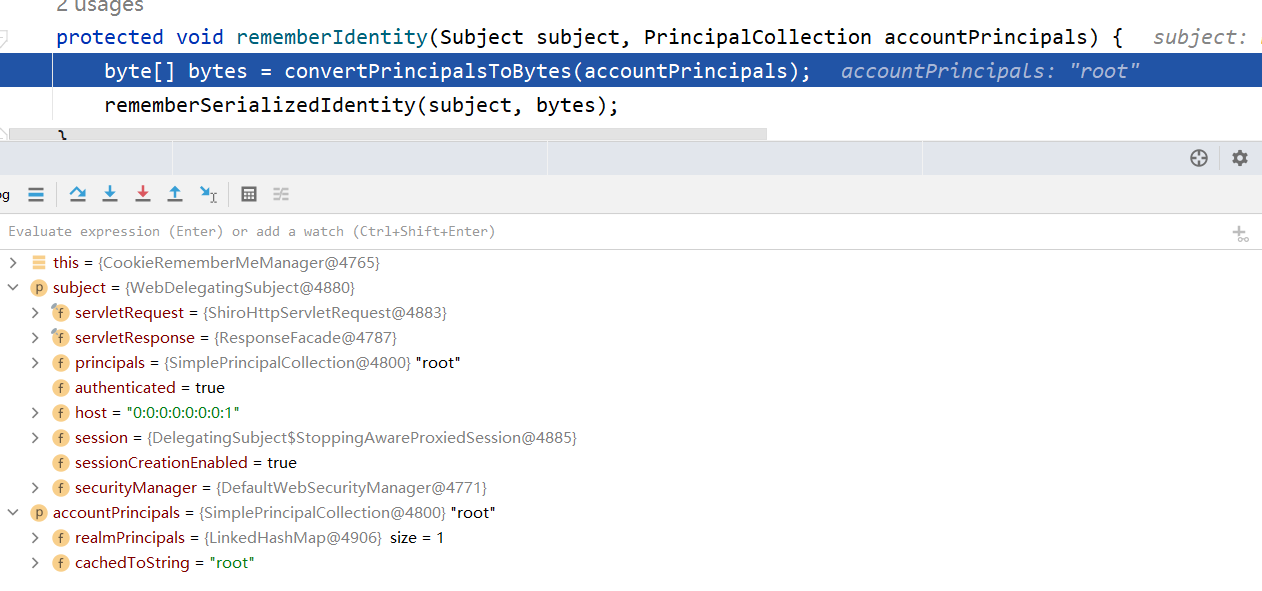 2 usages
protected void rememberIdentity(Subject subject, PrincipalCollection accountPrincipals) { subject:
byte[] bytes = convertPrincipalsToBytes(accountPrincipals); accountPrincipals: "root"
rememberSerializedIdentity(subject, bytes);
}
Evaluate expression (Enter) or add a watch (Ctrl+Shift+Enter)
this = {CookieRememberMeManager@4765}
p subject = {WebDelegatingSubject@4880}
f servletRequest = {ShiroHttpServletRequest@4883}
f servletResponse = {ResponseFacade@4787}
f principals = {SimplePrincipalCollection@4800} "root"
f authenticated = true
f host = "0:0:0:0:0:0:0:1"
f session = {DelegatingSubject$StoppingAwareProxiedSession@4885}
f sessionCreationEnabled = true
f securityManager = {DefaultWebSecurityManager@4771}
p accountPrincipals = {SimplePrincipalCollection@4800} "root"
f realmPrincipals = {LinkedHashMap@4906} size = 1
f cachedToString = "root"